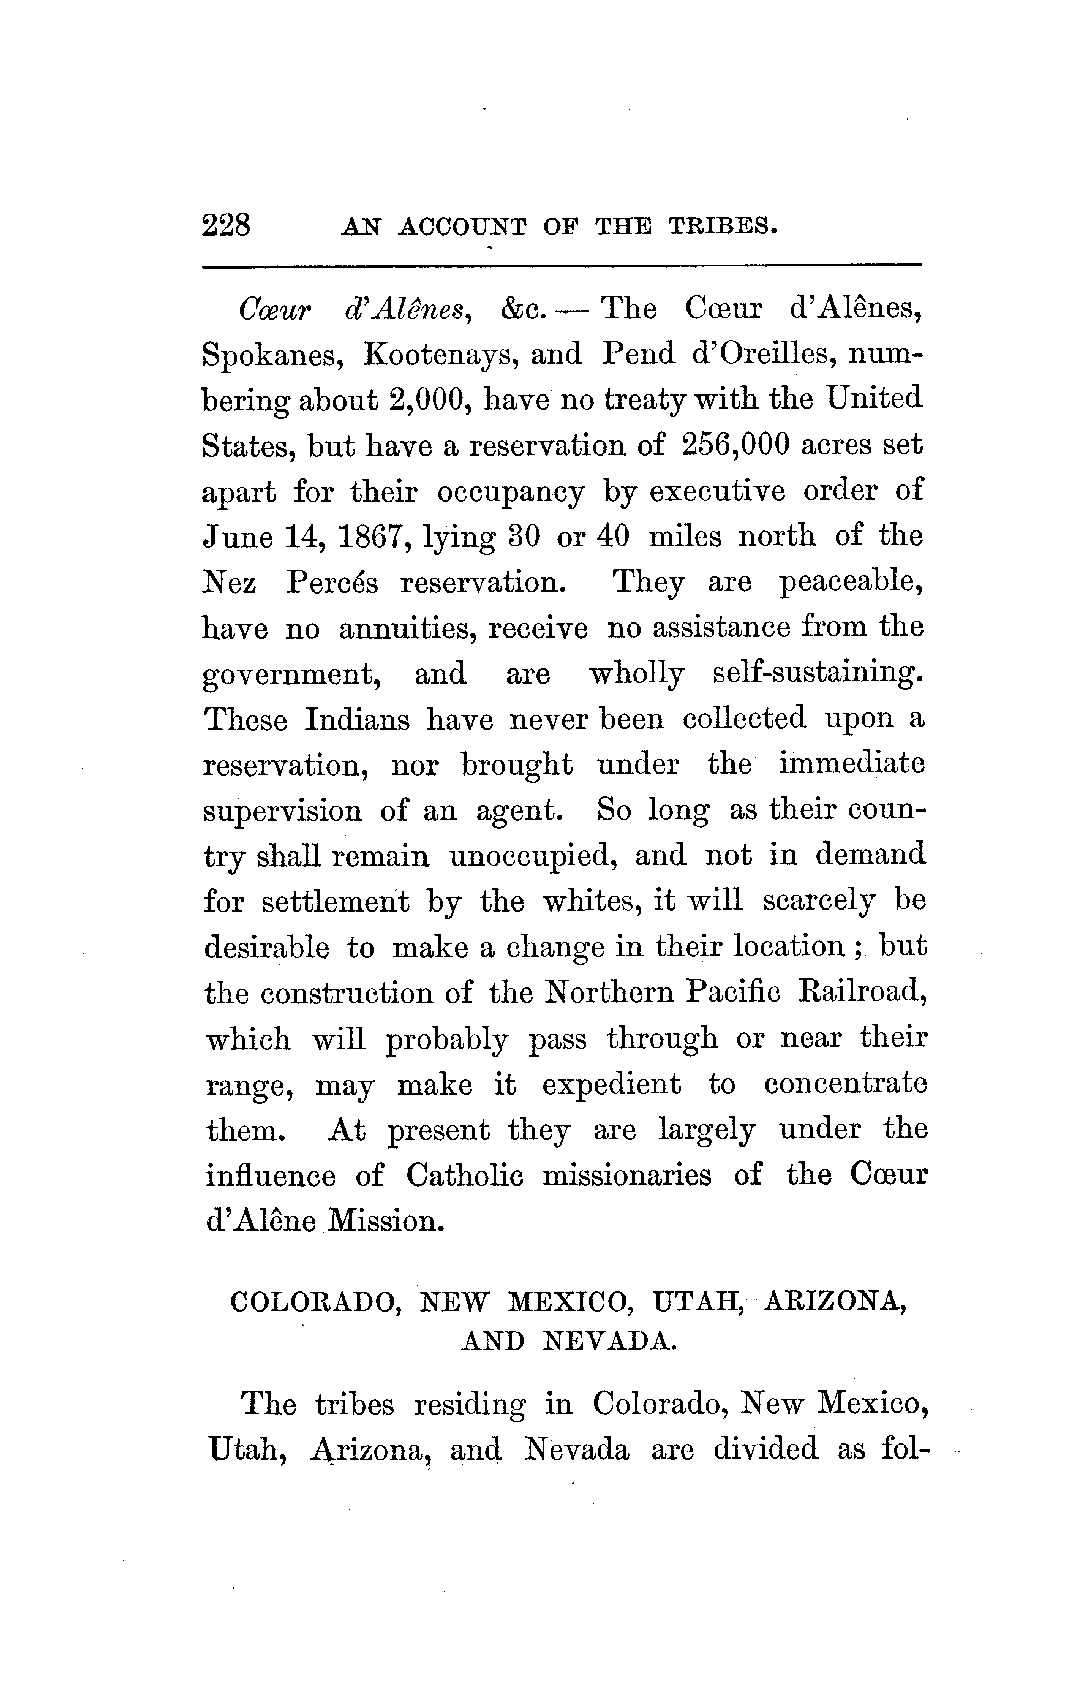 228 AN ACCOUNT OF THE TRIBES.
Cœur d'Alênes, &c. — The Cœur d'Alênes,
Spokanes, Kootenays, and Pend d'Oreilles, num-
bering about 2,000, have no treaty with the United
States, but have a reservation of 256,000 acres set
apart for their occupancy by executive order of
June 14, 1867, lying 30 or 40 miles north of the
Nez Percés reservation. They are peaceable,
have no annuities, receive no assistance from the
government, and are wholly self-sustaining.
These Indians have never been collected upon a
reservation, nor brought under the immediate
supervision of an agent. So long as their coun-
try shall remain unoccupied, and not in demand
for settlement by the whites, it will scarcely be
desirable to make a change in their location; but
the construction of the Northern Pacific Railroad,
which will probably pass through or near their
range, may make it expedient to concentrate
them. At present they are largely under the
influence of Catholic missionaries of the Cœur
d'Alêne Mission.
COLORADO, NEW MEXICO, UTAH, ARIZONA,
AND NEVADA.
The tribes residing in Colorado, New Mexico,
Utah, Arizona, and Nevada are divided as fol-